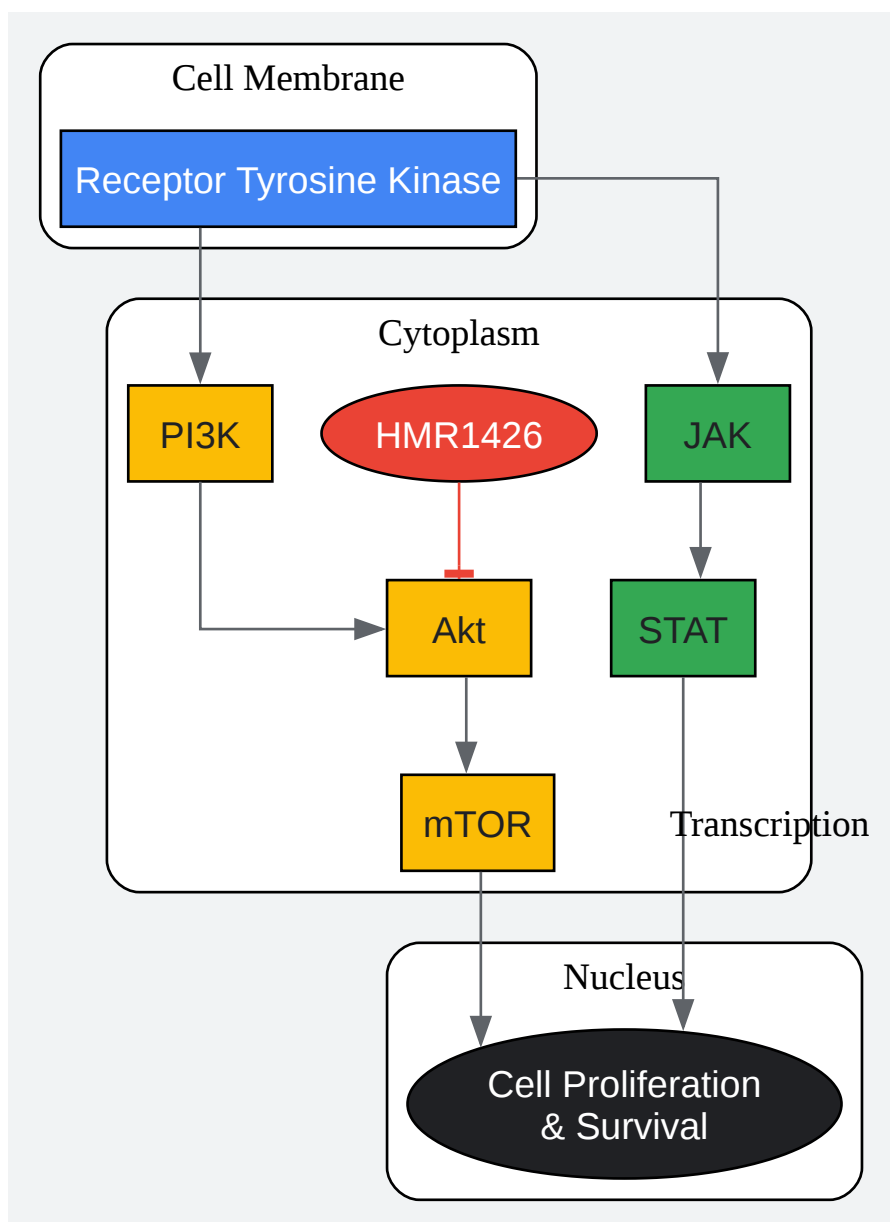 Cell Membrane
Receptor Tyrosine Kinase
Cytoplasm
PI3K
HMR1426
JAK
Akt
STAT
mTOR
Transcription
Nucleus
Cell Proliferation
& Survival